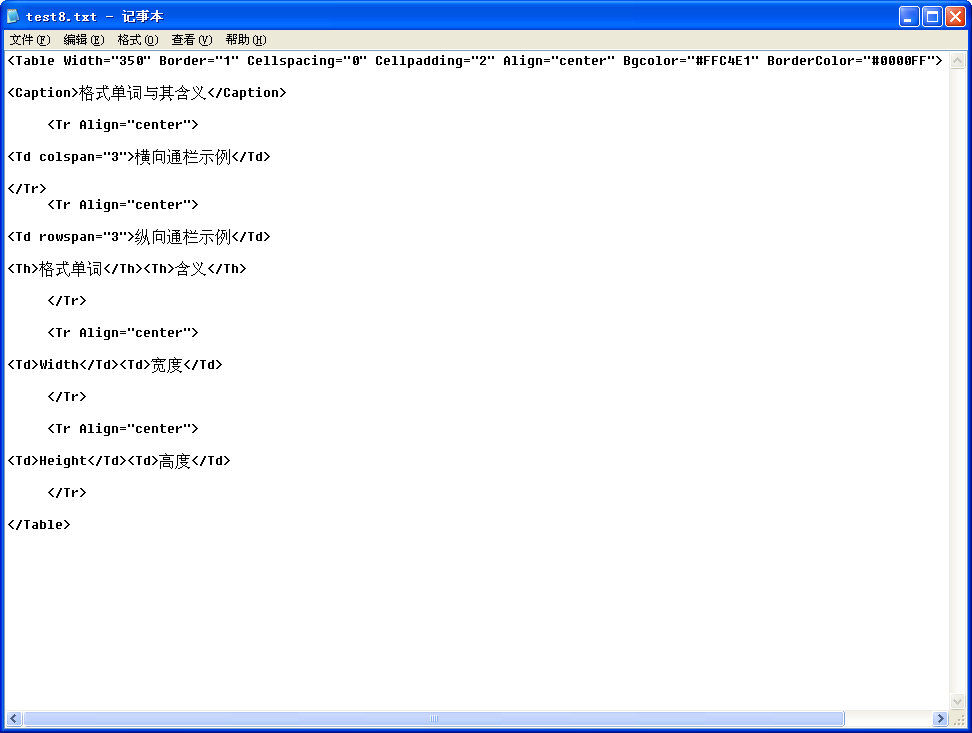 test8.txt - 记事本
文件(F) 编辑(E) 格式(O) 查看(V) 帮助(H)
<Table Width="350" Border="1" Cellspacing="0" Cellpadding="2" Align="center" Bgcolor="#FFC4E1" BorderColor="#0000FF">
<Caption>格式单词与其含义</Caption>
<Tr Align="center">
<Td colspan="3">横向通栏示例</Td>
</Tr>
<Tr Align="center">
<Td rowspan="3">纵向通栏示例</Td>
<Th>格式单词</Th><Th>含义</Th>
</Tr>
<Tr Align="center">
<Td>Width</Td><Td>宽度</Td>
</Tr>
<Tr Align="center">
<Td>Height</Td><Td>高度</Td>
</Tr>
</Table>